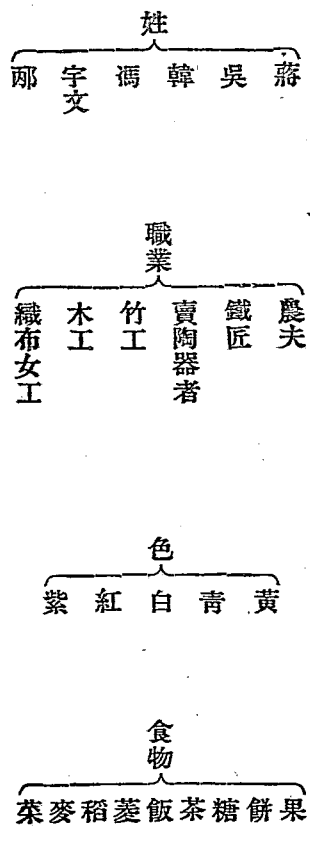 姓
蔣
吳
韓
馮
宇文
邴
職業
農夫
鐵匠
賣陶器者
竹工
木工
織布女工
色
黃
靑
白
紅
紫
食物
果
餠
糖
茶
飯
菱
稻
麥
菜